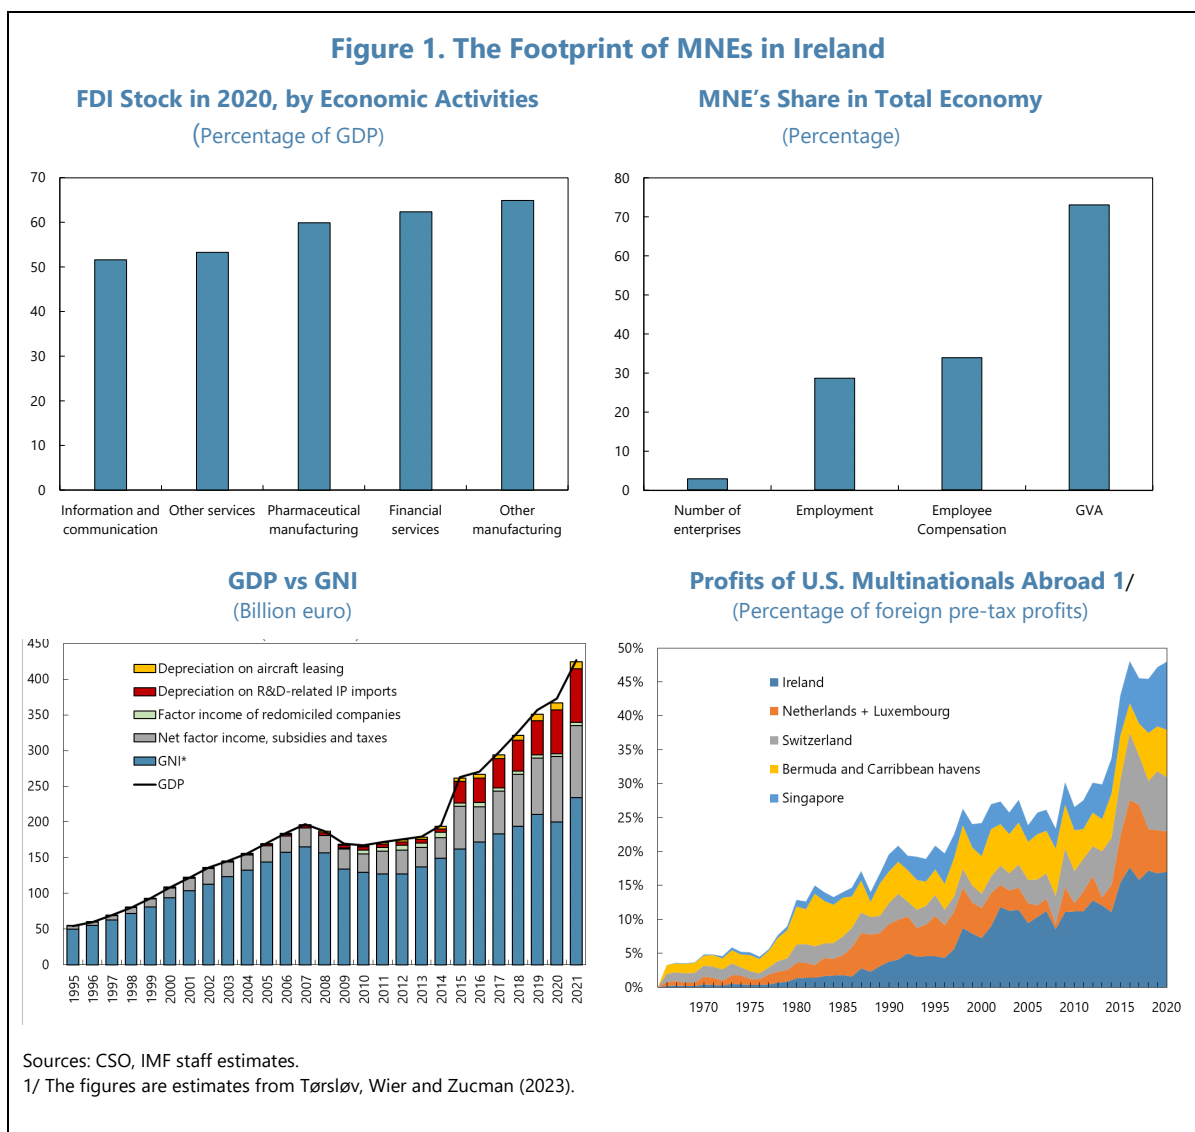 Figure 1. The Footprint of MNEs in Ireland
FDI Stock in 2020, by Economic Activities
(Percentage of GDP)
70
60
50
40
30
20
10
0
Information and
communication
Other services
Pharmaceutical
manufacturing
Financial
services
Other
manufacturing
MNE's Share in Total Economy
(Percentage)
80
70
60
50
40
30
20
10
0
Number of
enterprises
Employment
Employee
Compensation
GVA
GDP vs GNI
(Billion euro)
450
400
350
300
250
200
150
100
50
0
Depreciation on aircraft leasing
Depreciation on R&D-related IP imports
Factor income of redomiciled companies
Net factor income, subsidies and taxes
GNI*
GDP
1995
1996
1997
1998
1999
2000
2001
2002
2003
2004
2005
2006
2007
2008
2009
2010
2011
2012
2013
2014
2015
2016
2017
2018
2019
2020
2021
Profits of U.S. Multinationals Abroad 1/
(Percentage of foreign pre-tax profits)
50%
45%
40%
35%
30%
25%
20%
15%
10%
5%
0%
Ireland
Netherlands + Luxembourg
Switzerland
Bermuda and Carribbean havens
Singapore
1970
1975
1980
1985
1990
1995
2000
2005
2010
2015
2020
Sources: CSO, IMF staff estimates.
1/ The figures are estimates from Tørsløv, Wier and Zucman (2023).